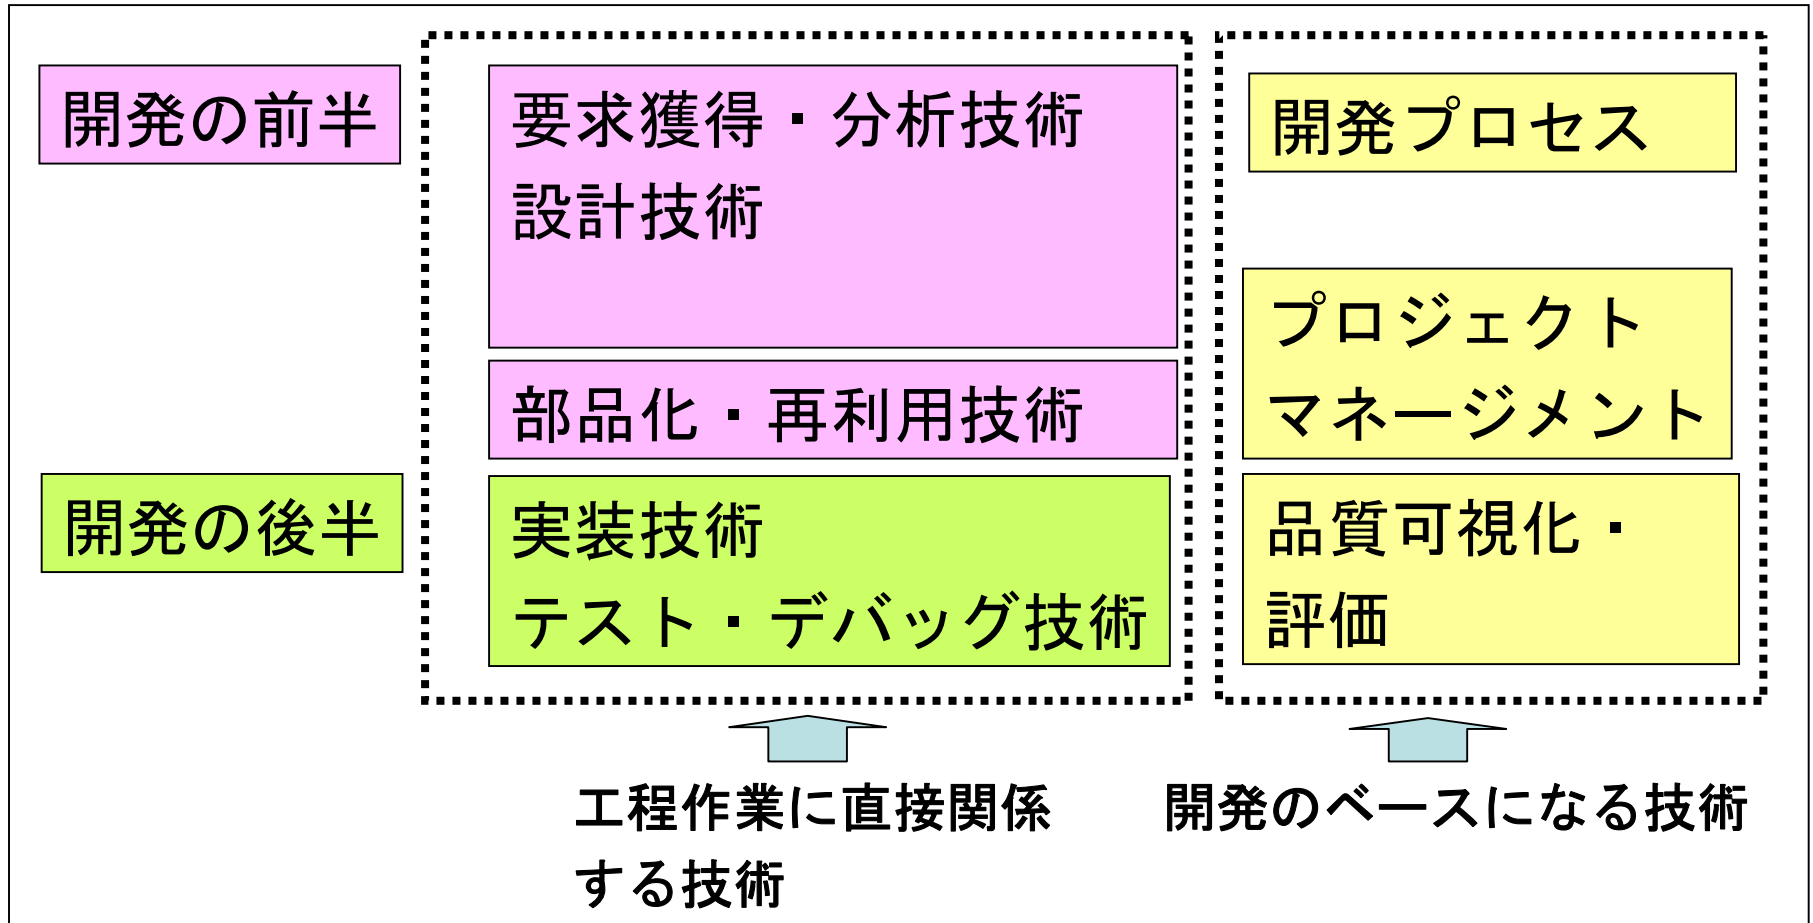 開発の前半
要求獲得・分析技術
設計技術
部品化・再利用技術
開発の後半
実装技術
テスト・デバッグ技術
開発プロセス
プロジェクト
マネージメント
品質可視化・
評価
工程作業に直接関係
する技術
開発のベースになる技術